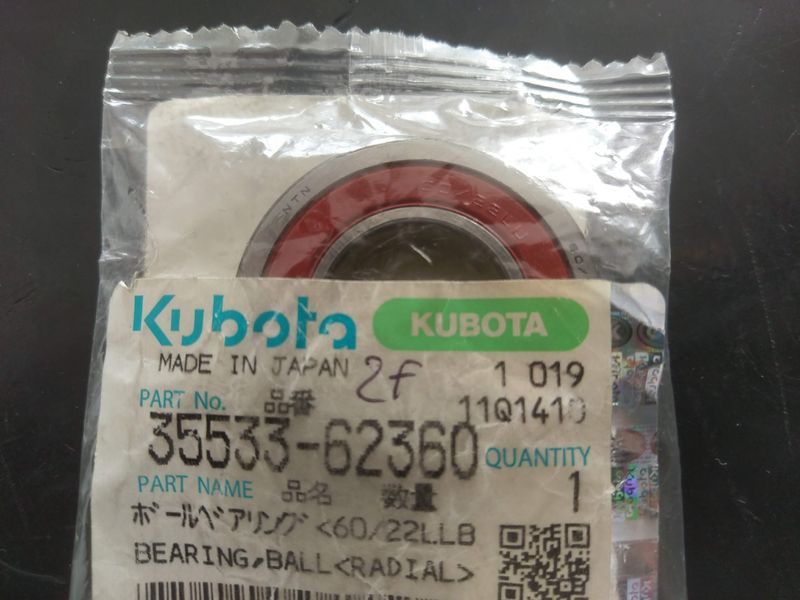 NTN
Kubota KUBOTA
MADE IN JAPAN 2F 1 019
PART No. 品番 11Q1410
35533-62360 QUANTITY
PART NAME 品名 数量 1
ボールベアリング<60/22LLB
BEARING,BALL<RADIAL>